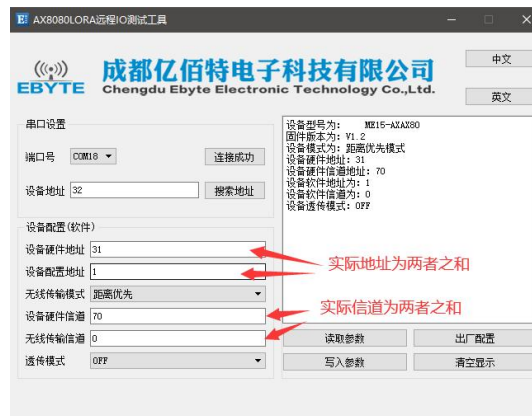 AX8080LORA远程IO测试工具
EBYTE
成都亿佰特电子科技有限公司
Chengdu Ebyte Electronic Technology Co.,Ltd.
中文
英文
串口设置
端口号 COM18 连接成功
设备地址 32 搜索地址
设备配置(软件)
设备硬件地址 31
设备配置地址 1
无线传输模式 距离优先
设备硬件信道 70
无线传输信道 0
透传模式 OFF
设备型号为: ME15-AXAX80
固件版本为: V1.2
设备模式为: 距离优先模式
设备硬件地址: 31
设备硬件信道地址: 70
设备软件地址为: 1
设备软件信道为: 0
设备透传模式: OFF
实际地址为两者之和
实际信道为两者之和
读取参数 出厂配置
写入参数 清空显示